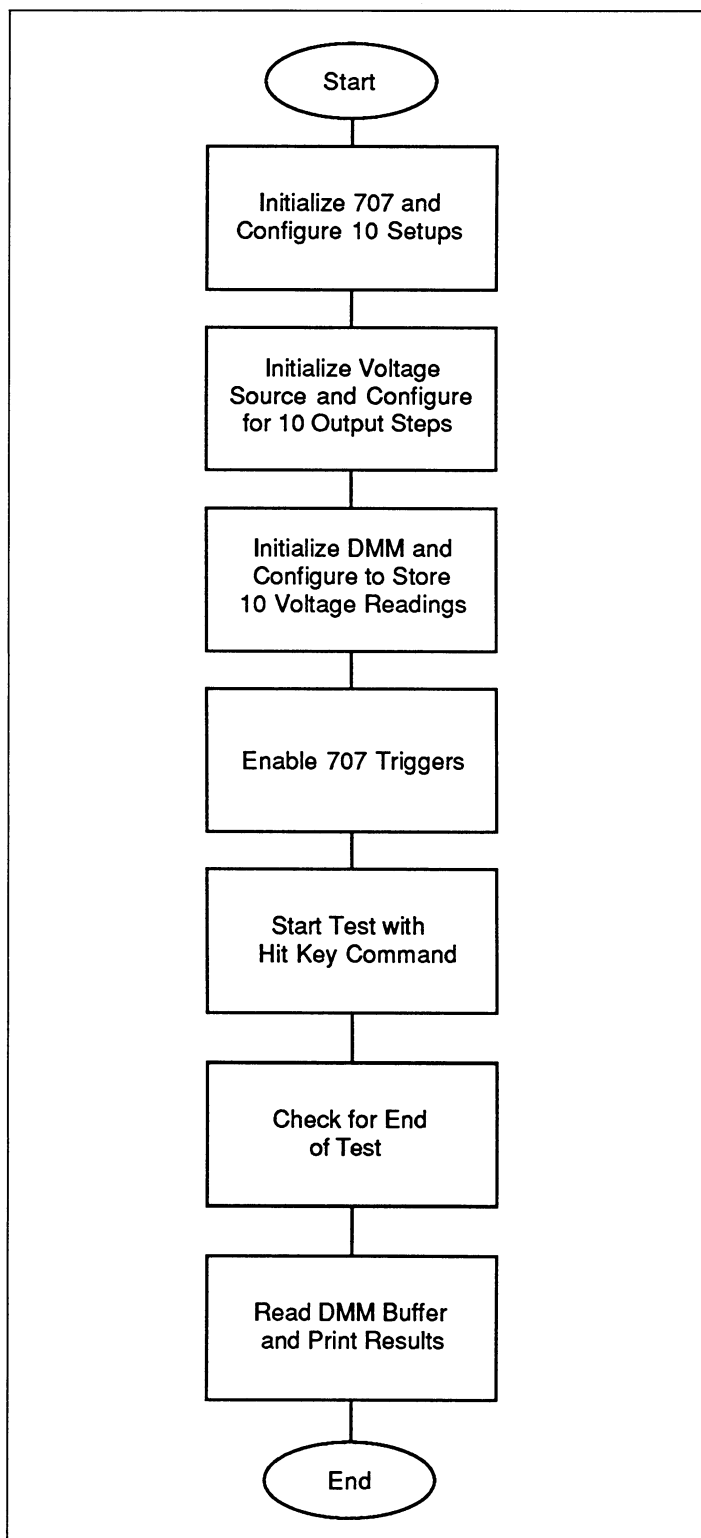 Start
Initialize 707 and
Configure 10 Setups
Initialize Voltage
Source and Configure
for 10 Output Steps
Initialize DMM and
Configure to Store
10 Voltage Readings
Enable 707 Triggers
Start Test with
Hit Key Command
Check for End
of Test
Read DMM Buffer
and Print Results
End